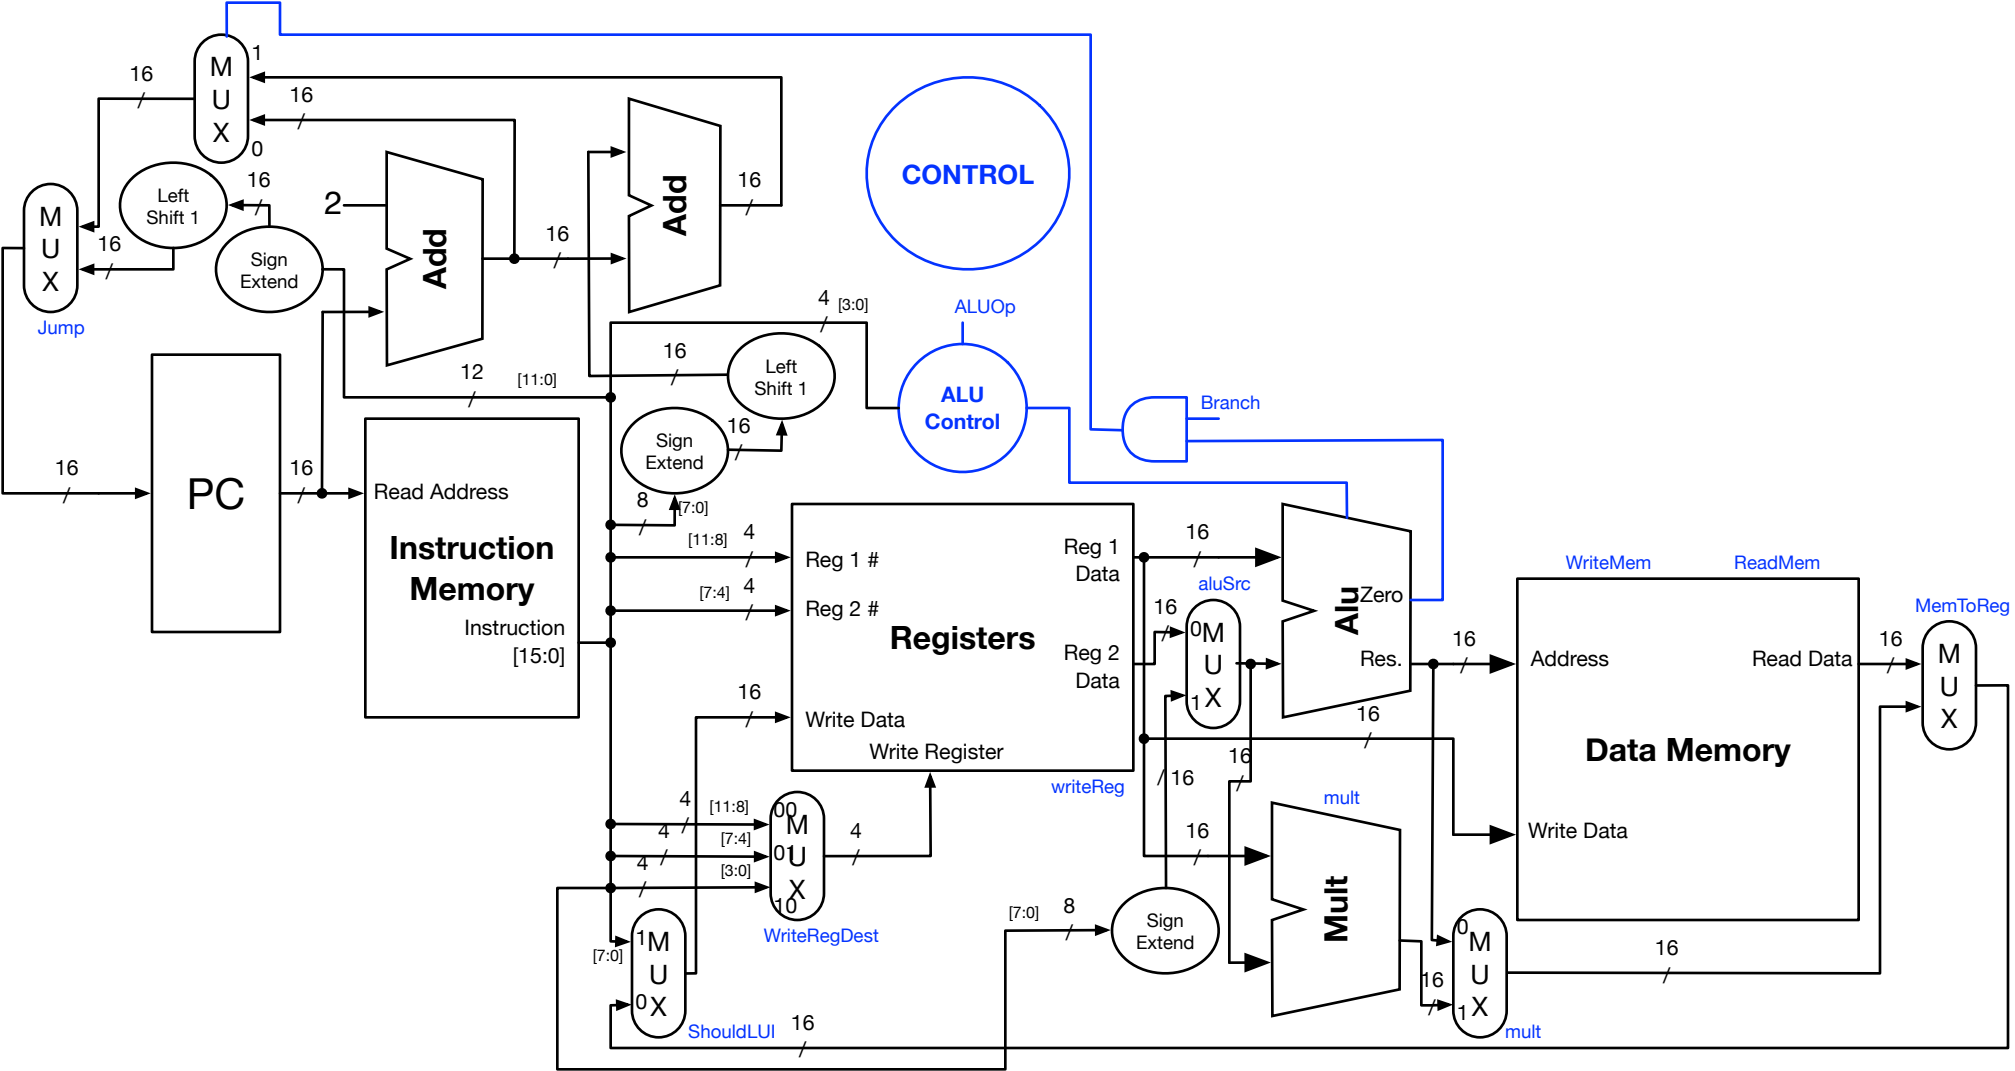 1
M
U
X
0
16
16
Left
Shift 1
16
M
U
X
Jump
16
Sign
Extend
2
Add
16
Add
16
CONTROL
4
[3:0]
ALUOp
ALU
Control
16
Left
Shift 1
12
[11:0]
16
Sign
Extend
8
[7:0]
Branch
16
PC
16
Read Address
Instruction
Memory
Instruction
[15:0]
[11:8]
4
Reg 1 #
[7:4]
4
Reg 2 #
Registers
Reg 1
Data
Reg 2
Data
16
Write Data
Write Register
writeReg
16
aluSrc
16
0
M
U
1
X
Alu
Zero
Res.
16
WriteMem
ReadMem
Address
Read Data
Data Memory
Write Data
16
MemToReg
M
U
X
16
16
16
16
mult
Mult
4
[11:8]
4
[7:4]
4
[3:0]
00
M
01
U
X
10
4
WriteRegDest
1
M
U
0
X
[7:0]
ShouldLUI
16
[7:0]
8
Sign
Extend
16
0
M
U
1
X
mult
16